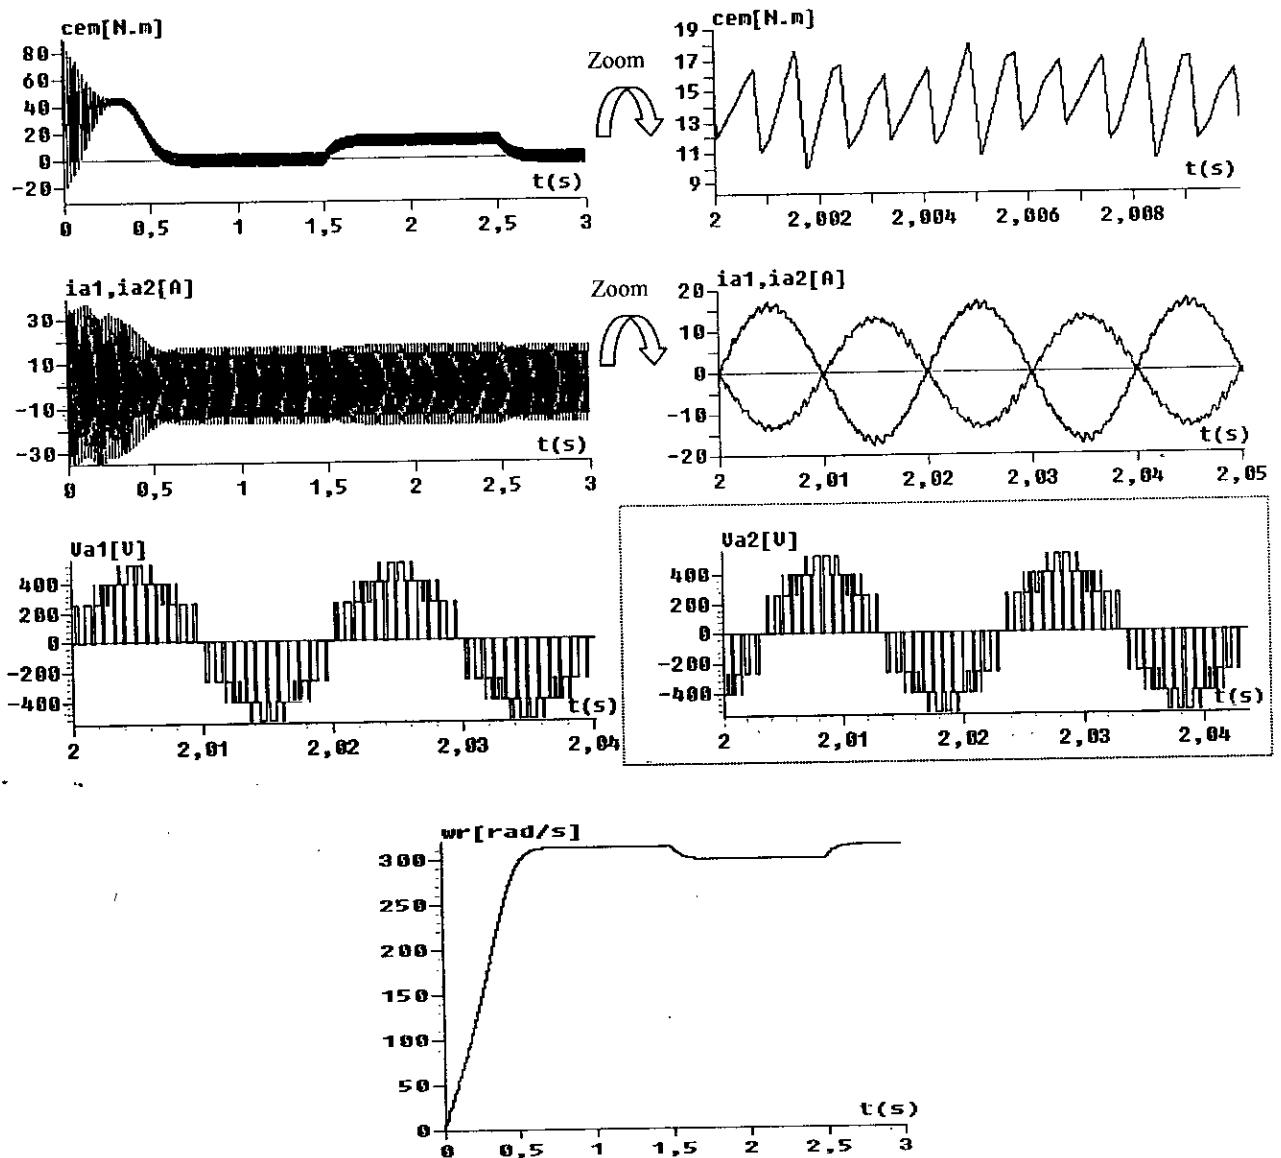 cem[N.m]
80
60
40
20
0
-20
t(s)
0 0,5 1 1,5 2 2,5 3
Zoom
cem[N.m]
19
17
15
13
11
9
t(s)
2 2,002 2,004 2,006 2,008
ia1,ia2[A]
30
10
-10
-30
t(s)
0 0,5 1 1,5 2 2,5 3
Zoom
ia1,ia2[A]
20
10
0
-10
-20
t(s)
2 2,01 2,02 2,03 2,04 2,05
Va1[V]
400
200
0
-200
-400
t(s)
2 2,01 2,02 2,03 2,04
Va2[V]
400
200
0
-200
-400
t(s)
2 2,01 2,02 2,03 2,04
wr[rad/s]
300
250
200
150
100
50
0
t(s)
0 0,5 1 1,5 2 2,5 3